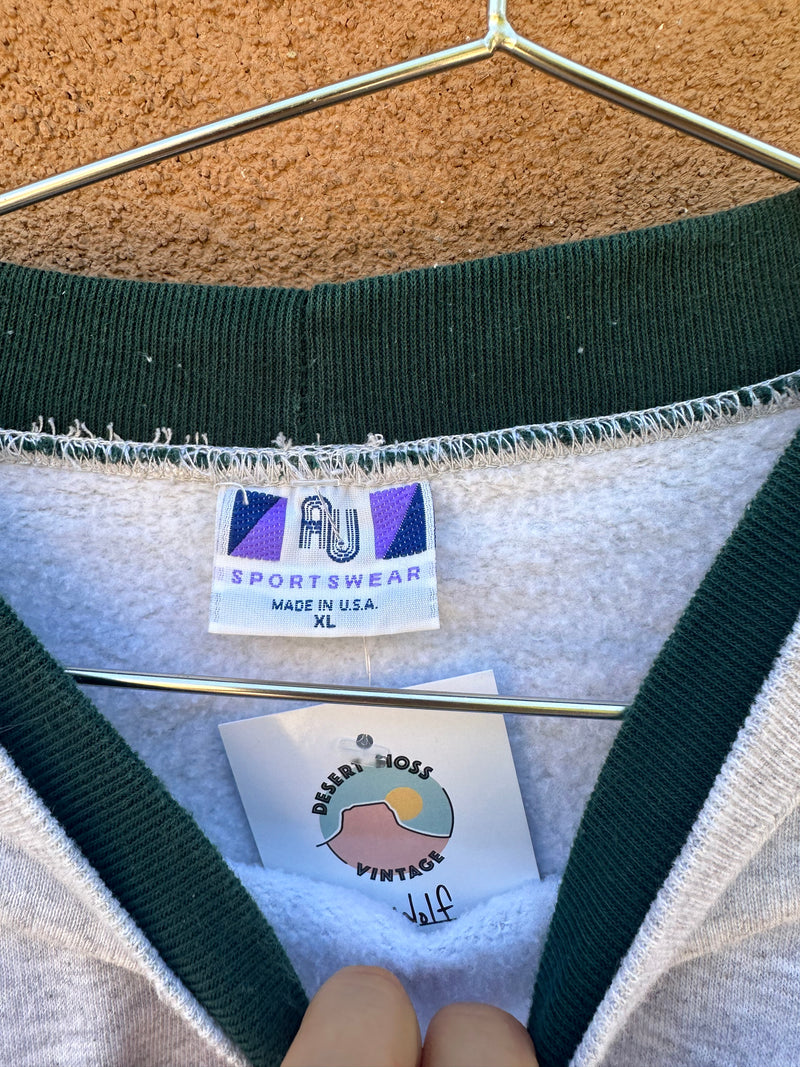 AU
SPORTSWEAR
MADE IN U.S.A.
XL
DESERT MOSS
VINTAGE